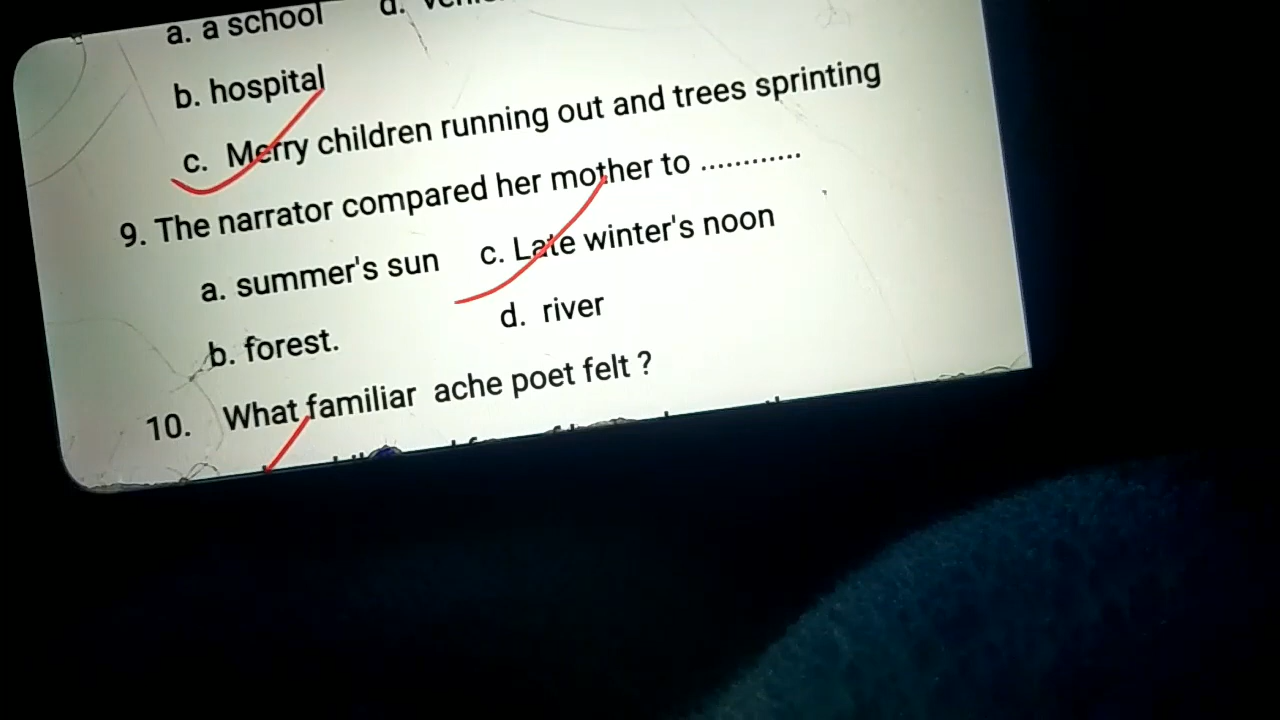 a. a school d.
b. hospital
c. Merry children running out and trees sprinting
9. The narrator compared her mother to ............
a. summer's sun c. Late winter's noon
b. forest. d. river
10. What familiar ache poet felt ?